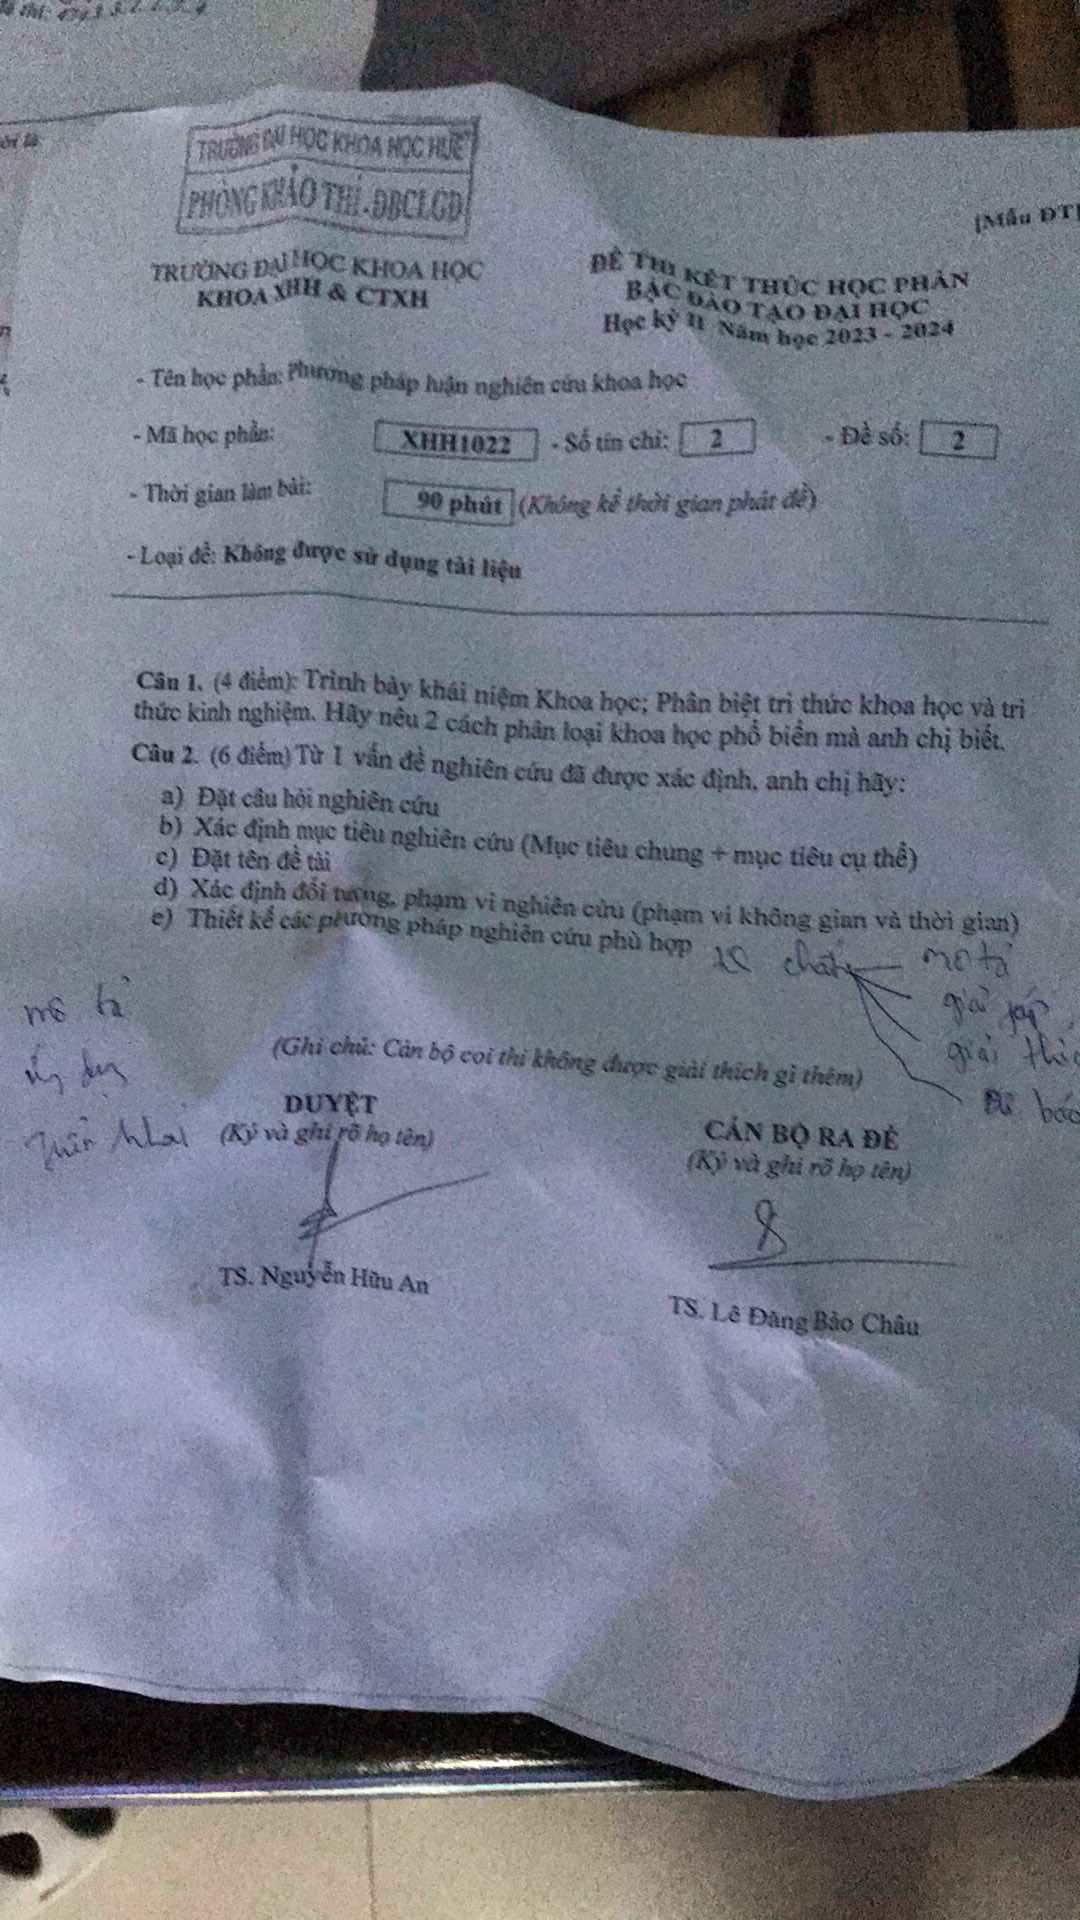 TRƯỜNG ĐẠI HỌC KHOA HỌC HUẾ
PHÒNG KHẢO THÍ-ĐBCLGD
[Mẫu ĐT]
TRƯỜNG ĐẠI HỌC KHOA HỌC
KHOA XHH & CTXH
ĐỀ THI KẾT THÚC HỌC PHẦN
BẬC ĐÀO TẠO ĐẠI HỌC
Học kỳ II Năm học 2023 - 2024
- Tên học phần: Phương pháp luận nghiên cứu khoa học
- Mã học phần: XHH1022 - Số tín chỉ: 2 - Đề số: 2
- Thời gian làm bài: 90 phút (Không kể thời gian phát đề)
- Loại đề: Không được sử dụng tài liệu
Câu 1. (4 điểm): Trình bày khái niệm Khoa học; Phân biệt tri thức khoa học và tri
thức kinh nghiệm. Hãy nêu 2 cách phân loại khoa học phổ biến mà anh chị biết.
Câu 2. (6 điểm) Từ 1 vấn đề nghiên cứu đã được xác định, anh chị hãy:
a) Đặt câu hỏi nghiên cứu
b) Xác định mục tiêu nghiên cứu (Mục tiêu chung + mục tiêu cụ thể)
c) Đặt tên đề tài
d) Xác định đối tượng, phạm vi nghiên cứu (phạm vi không gian và thời gian)
e) Thiết kế các phương pháp nghiên cứu phù hợp
chất mô tả
giải pháp
giải thíc
Dự báo
mô tả
triển khai
(Ghi chú: Cán bộ coi thi không được giải thích gì thêm)
DUYỆT
(Ký và ghi rõ họ tên)
CÁN BỘ RA ĐỀ
(Ký và ghi rõ họ tên)
TS. Nguyễn Hữu An
TS. Lê Đăng Bảo Châu